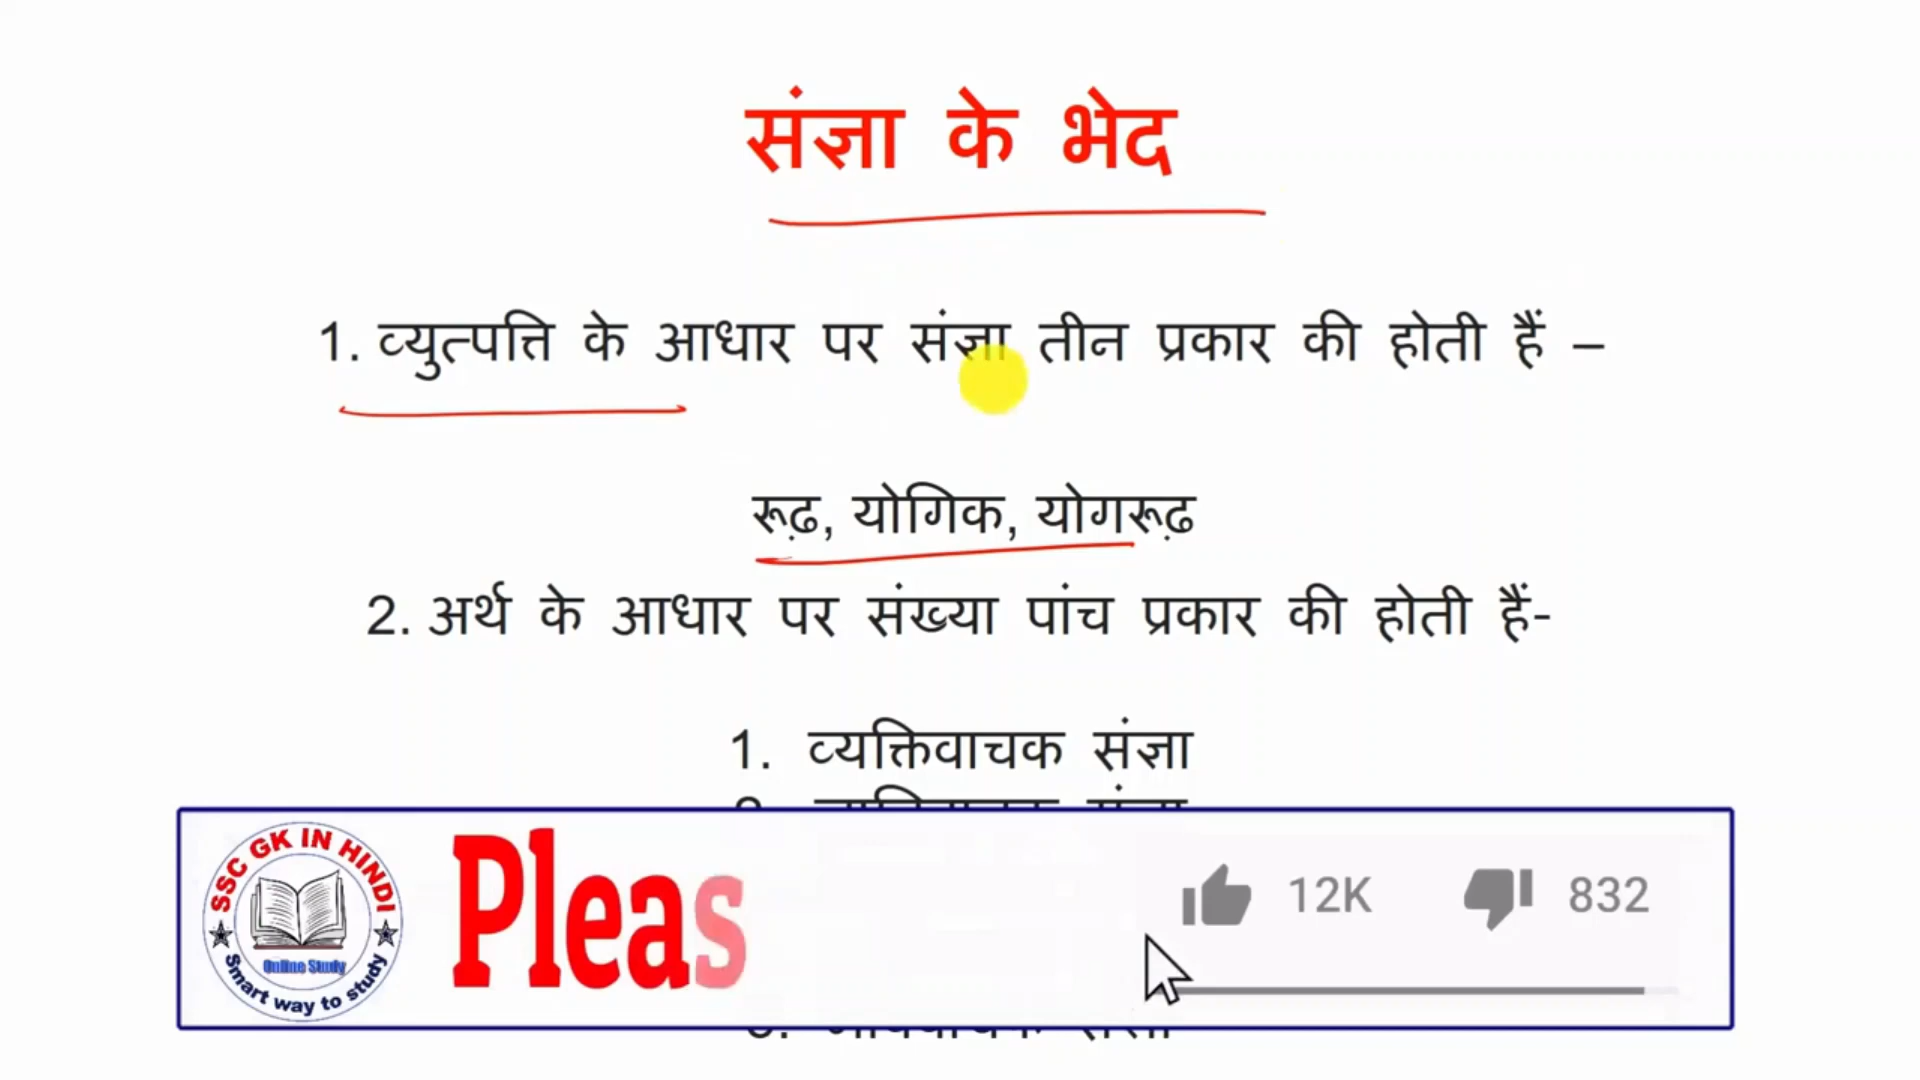 संज्ञा के भेद
1. व्युत्पत्ति के आधार पर संज्ञा तीन प्रकार की होती हैं –
रूढ़, योगिक, योगरूढ़
2. अर्थ के आधार पर संख्या पांच प्रकार की होती हैं-
1. व्यक्तिवाचक संज्ञा
SSC GK IN HINDI
Online Study
Smart way to study
Pleas
12K
832